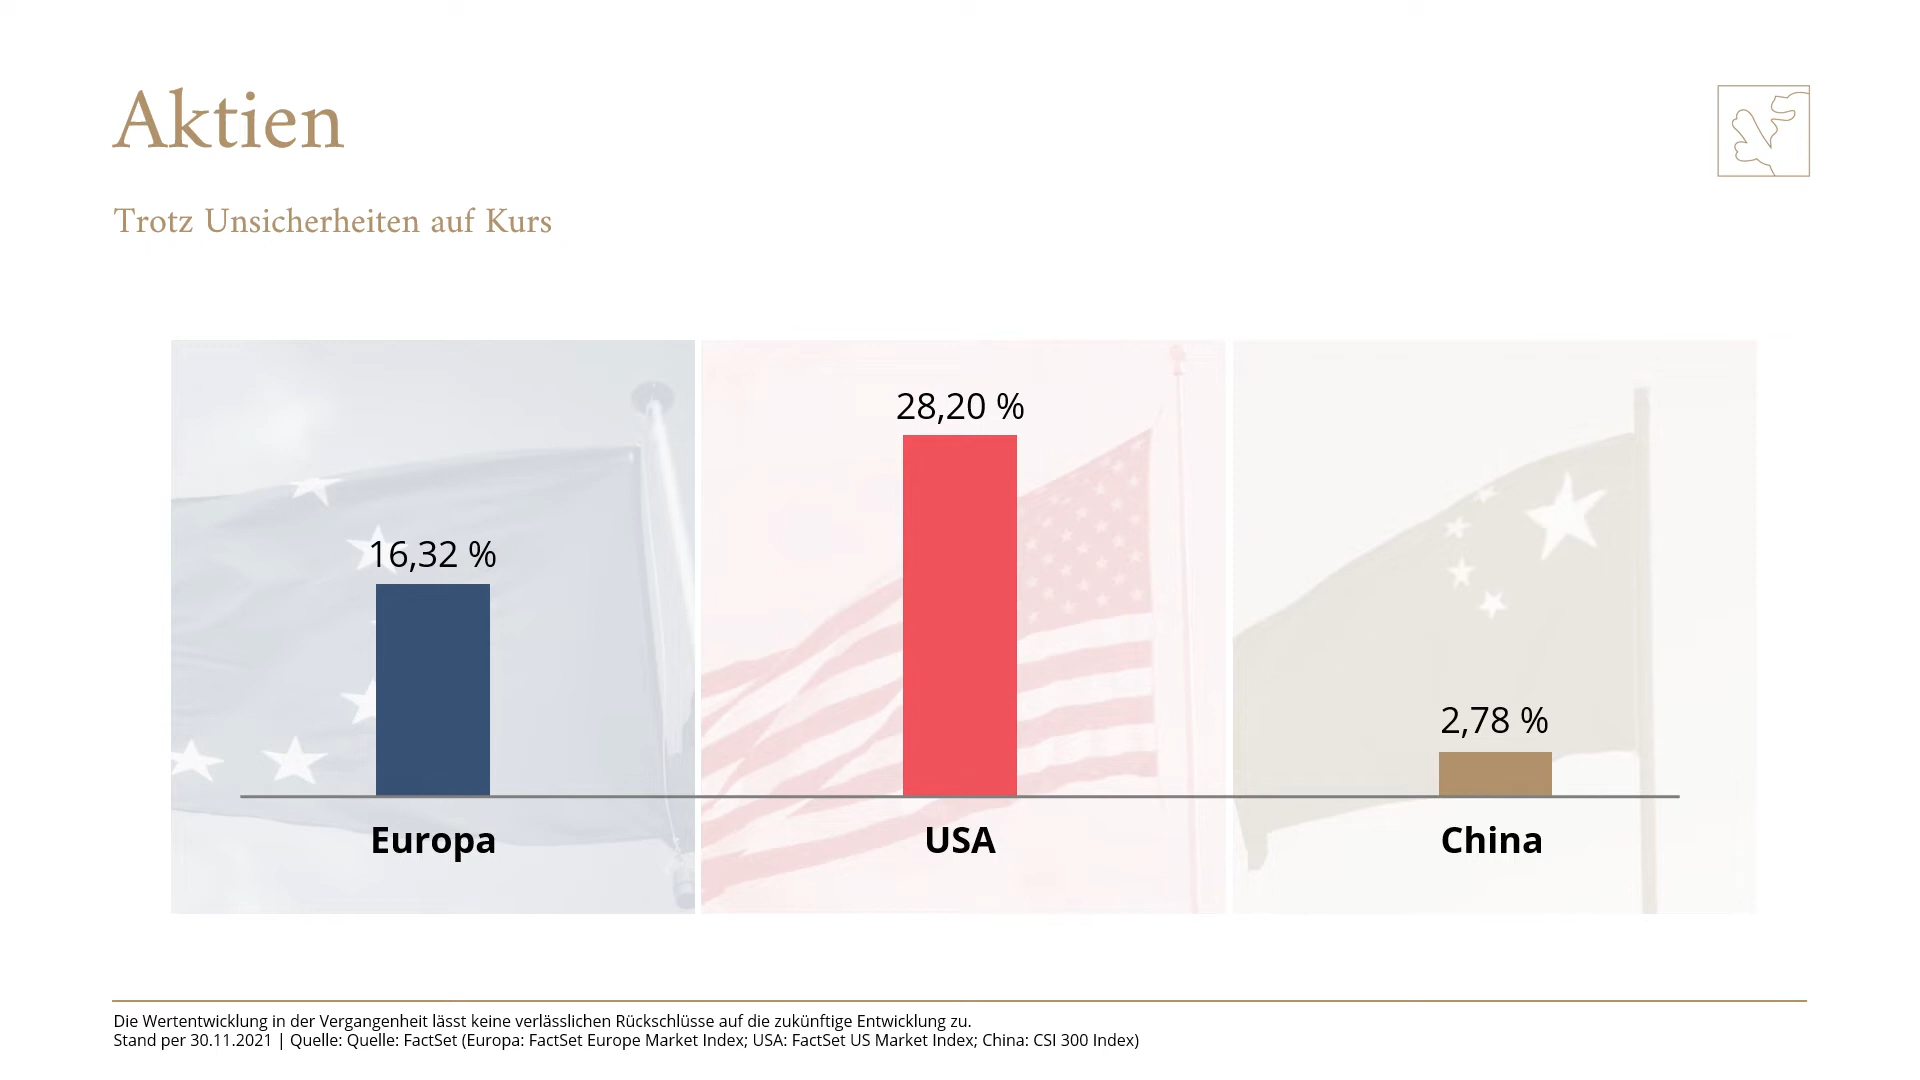 Aktien
Trotz Unsicherheiten auf Kurs
16,32 %
28,20 %
2,78 %
Europa
USA
China
Die Wertentwicklung in der Vergangenheit lässt keine verlässlichen Rückschlüsse auf die zukünftige Entwicklung zu.
Stand per 30.11.2021 | Quelle: Quelle: FactSet (Europa: FactSet Europe Market Index; USA: FactSet US Market Index; China: CSI 300 Index)